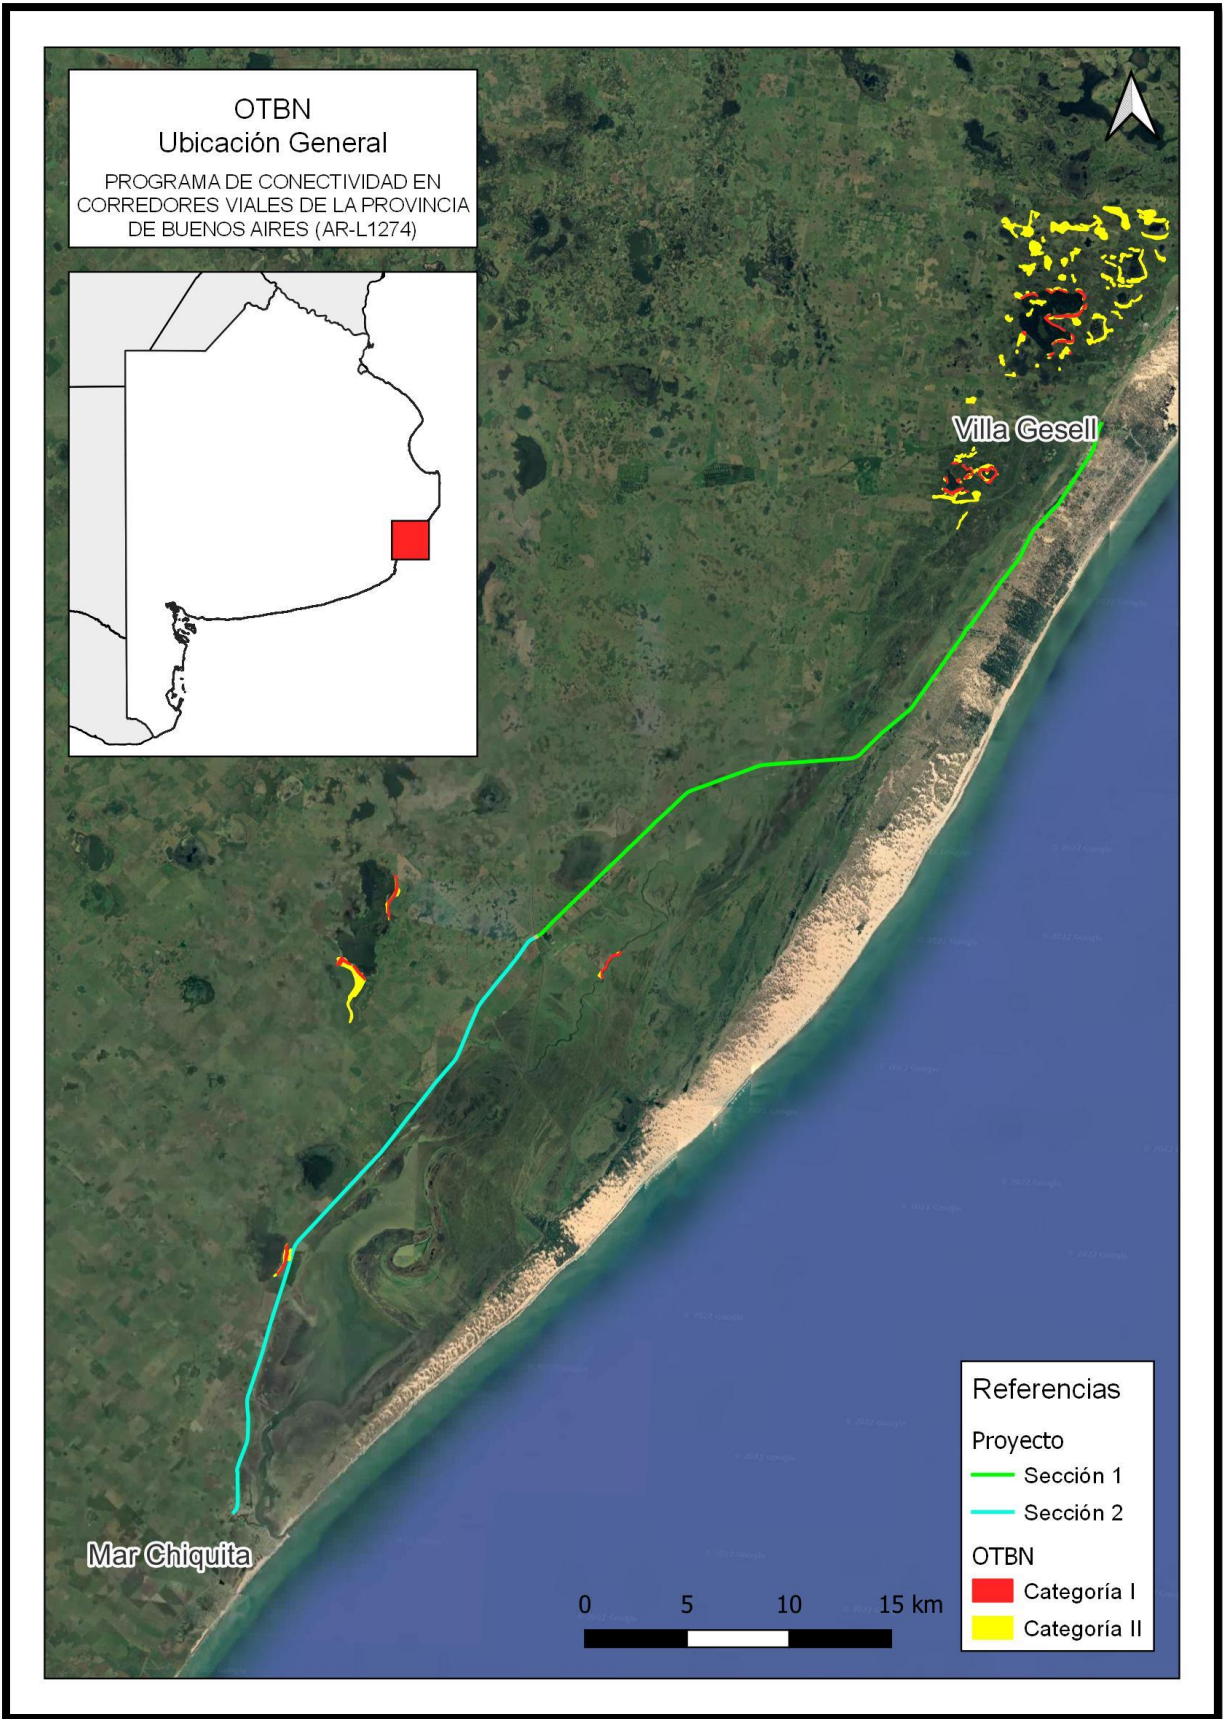 OTBN
Ubicación General
PROGRAMA DE CONECTIVIDAD EN
CORREDORES VIALES DE LA PROVINCIA
DE BUENOS AIRES (AR-L1274)
Villa Gesell
Mar Chiquita
0 5 10 15 km
Referencias
Proyecto
Sección 1
Sección 2
OTBN
Categoría I
Categoría II